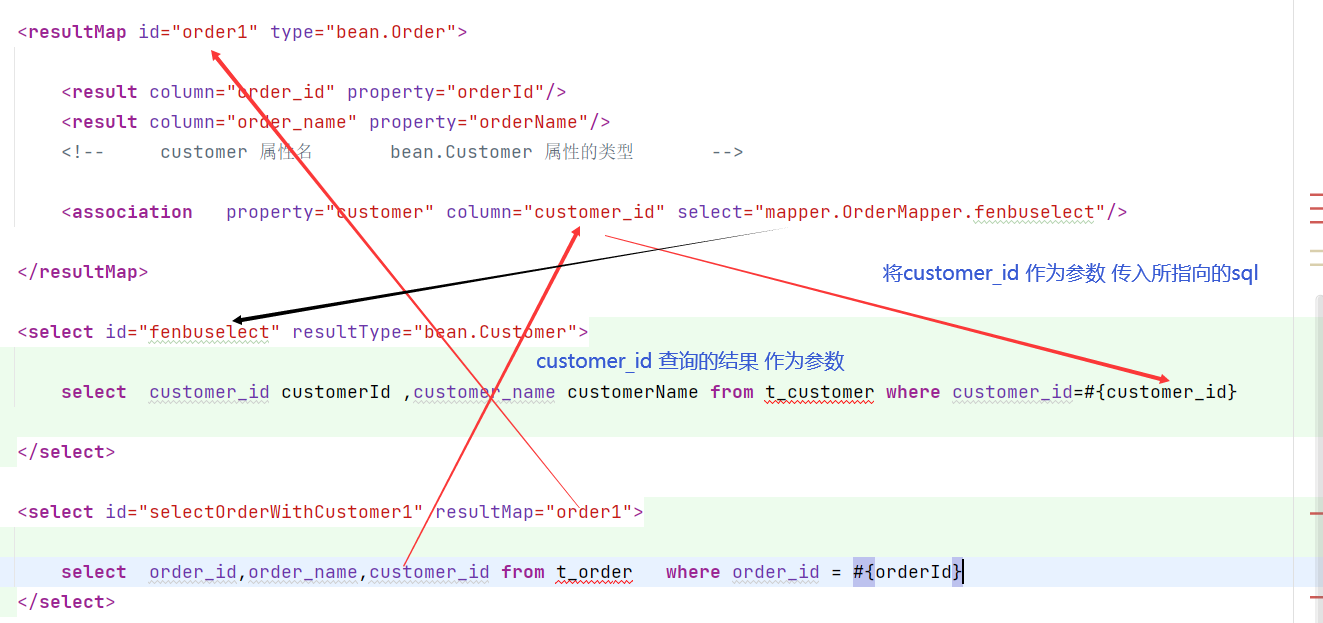 <resultMap id="order1" type="bean.Order">
<result column="order_id" property="orderId"/>
<result column="order_name" property="orderName"/>
<!-- customer 属性名 bean.Customer 属性的类型 -->
<association property="customer" column="customer_id" select="mapper.OrderMapper.fenbuselect"/>
</resultMap>
将customer_id 作为参数 传入所指向的sql
<select id="fenbuselect" resultType="bean.Customer">
customer_id 查询的结果 作为参数
select customer_id customerId ,customer_name customerName from t_customer where customer_id=#{customer_id}
</select>
<select id="selectOrderWithCustomer1" resultMap="order1">
select order_id,order_name,customer_id from t_order where order_id = #{orderId}
</select>